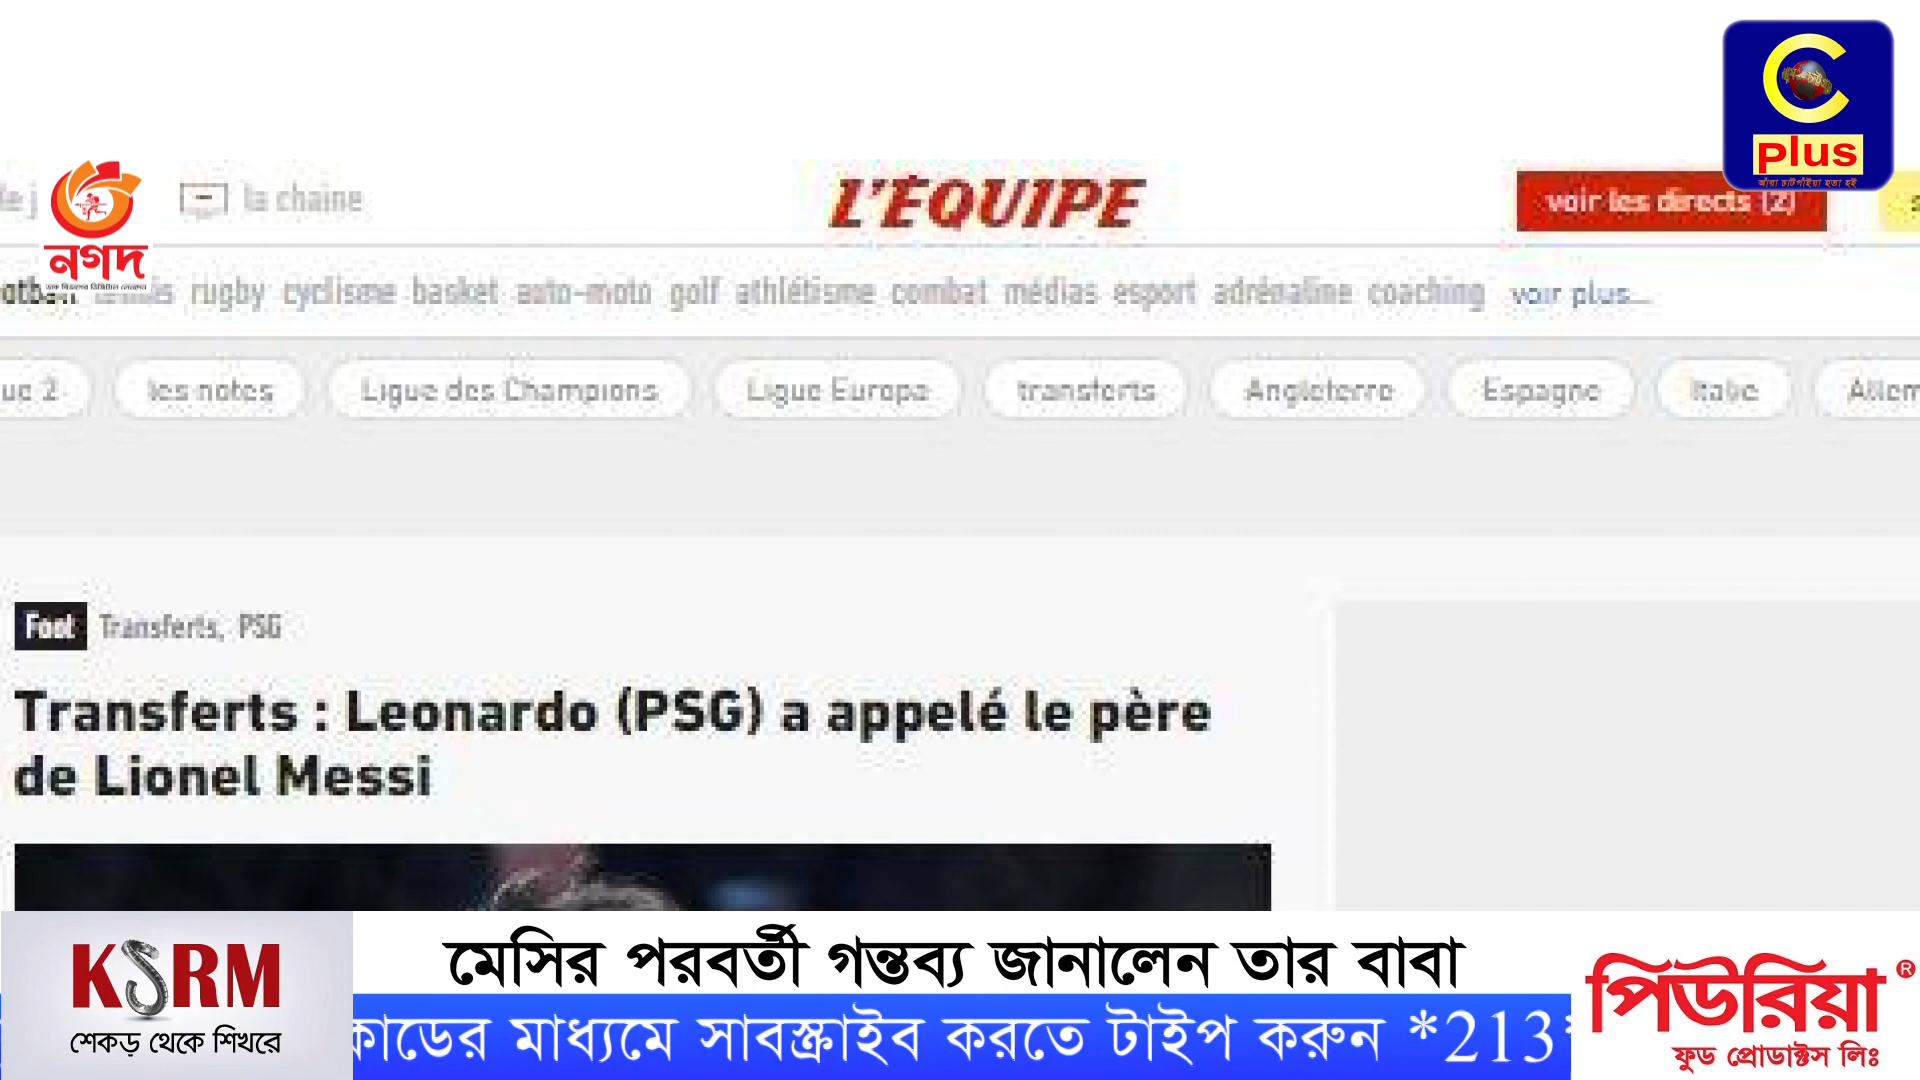 C
plus
la chaine
L'ÉQUIPE
voir les directs (2)
নগদ
rugby cyclisme basket auto-moto golf athlétisme combat médias esport adrénaline coaching voir plus...
les notes Ligue des Champions Ligue Europa transferts Angleterre Espagne Italie
Foot Transferts, PSG
Transferts : Leonardo (PSG) a appelé le père
de Lionel Messi
KSRM
শেকড় থেকে শিখরে
মেসির পরবর্তী গন্তব্য জানালেন তার বাবা
মাধ্যমে সাবস্ক্রাইব করতে টাইপ করুন *213*
পিউরিয়া®
ফুড প্রোডাক্টস লিঃ